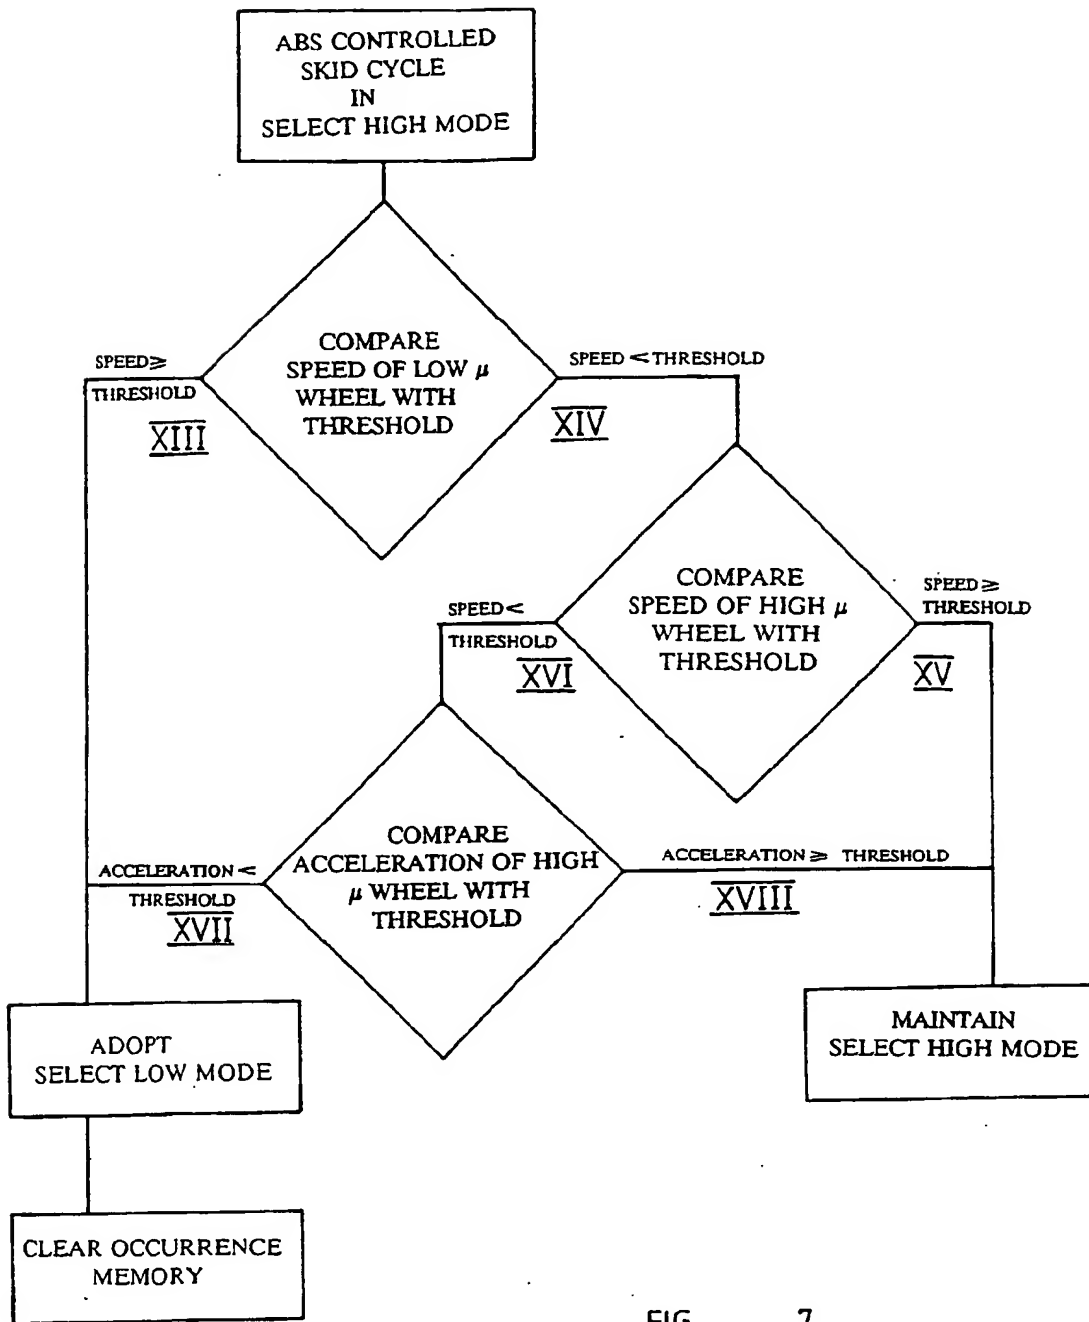 ABS CONTROLLED
SKID CYCLE
IN
SELECT HIGH MODE
COMPARE
SPEED OF LOW μ
WHEEL WITH
THRESHOLD
SPEED≥
THRESHOLD
XIII
SPEED < THRESHOLD
XIV
COMPARE
SPEED OF HIGH μ
WHEEL WITH
THRESHOLD
SPEED<
THRESHOLD
XVI
SPEED≥
THRESHOLD
XV
COMPARE
ACCELERATION OF HIGH
μ WHEEL WITH
THRESHOLD
ACCELERATION<
THRESHOLD
XVII
ACCELERATION ≥ THRESHOLD
XVIII
ADOPT
SELECT LOW MODE
MAINTAIN
SELECT HIGH MODE
CLEAR OCCURRENCE
MEMORY
FIG 7